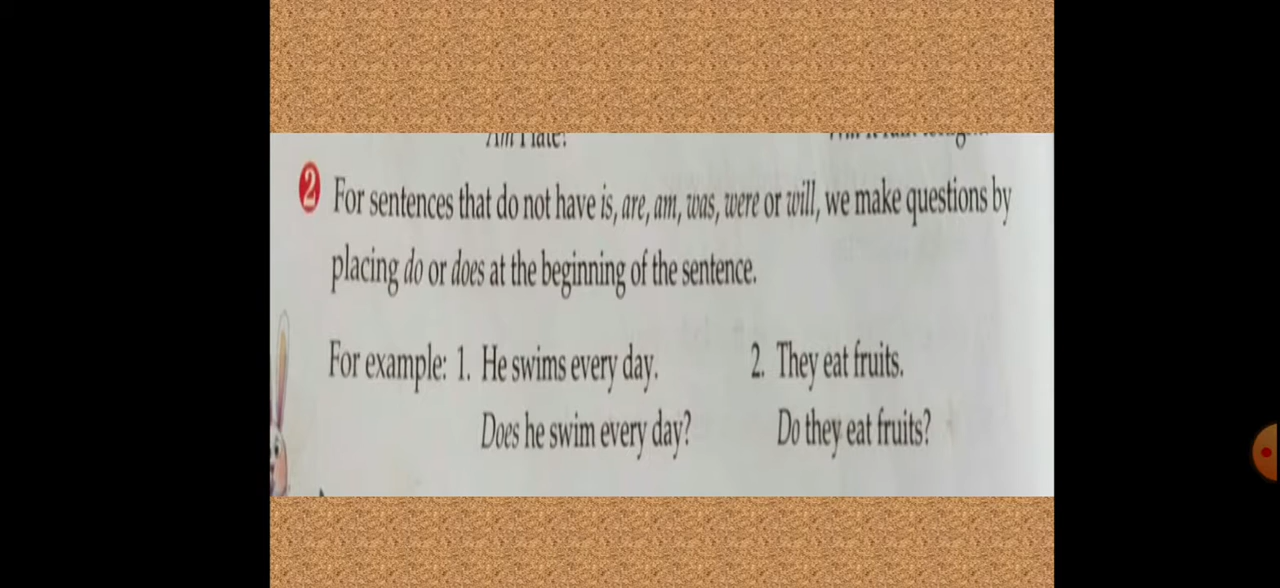 Am I late?
2 For sentences that do not have is, are, am, was, were or will, we make questions by
placing do or does at the beginning of the sentence.
For example: 1. He swims every day. 2. They eat fruits.
Does he swim every day? Do they eat fruits?